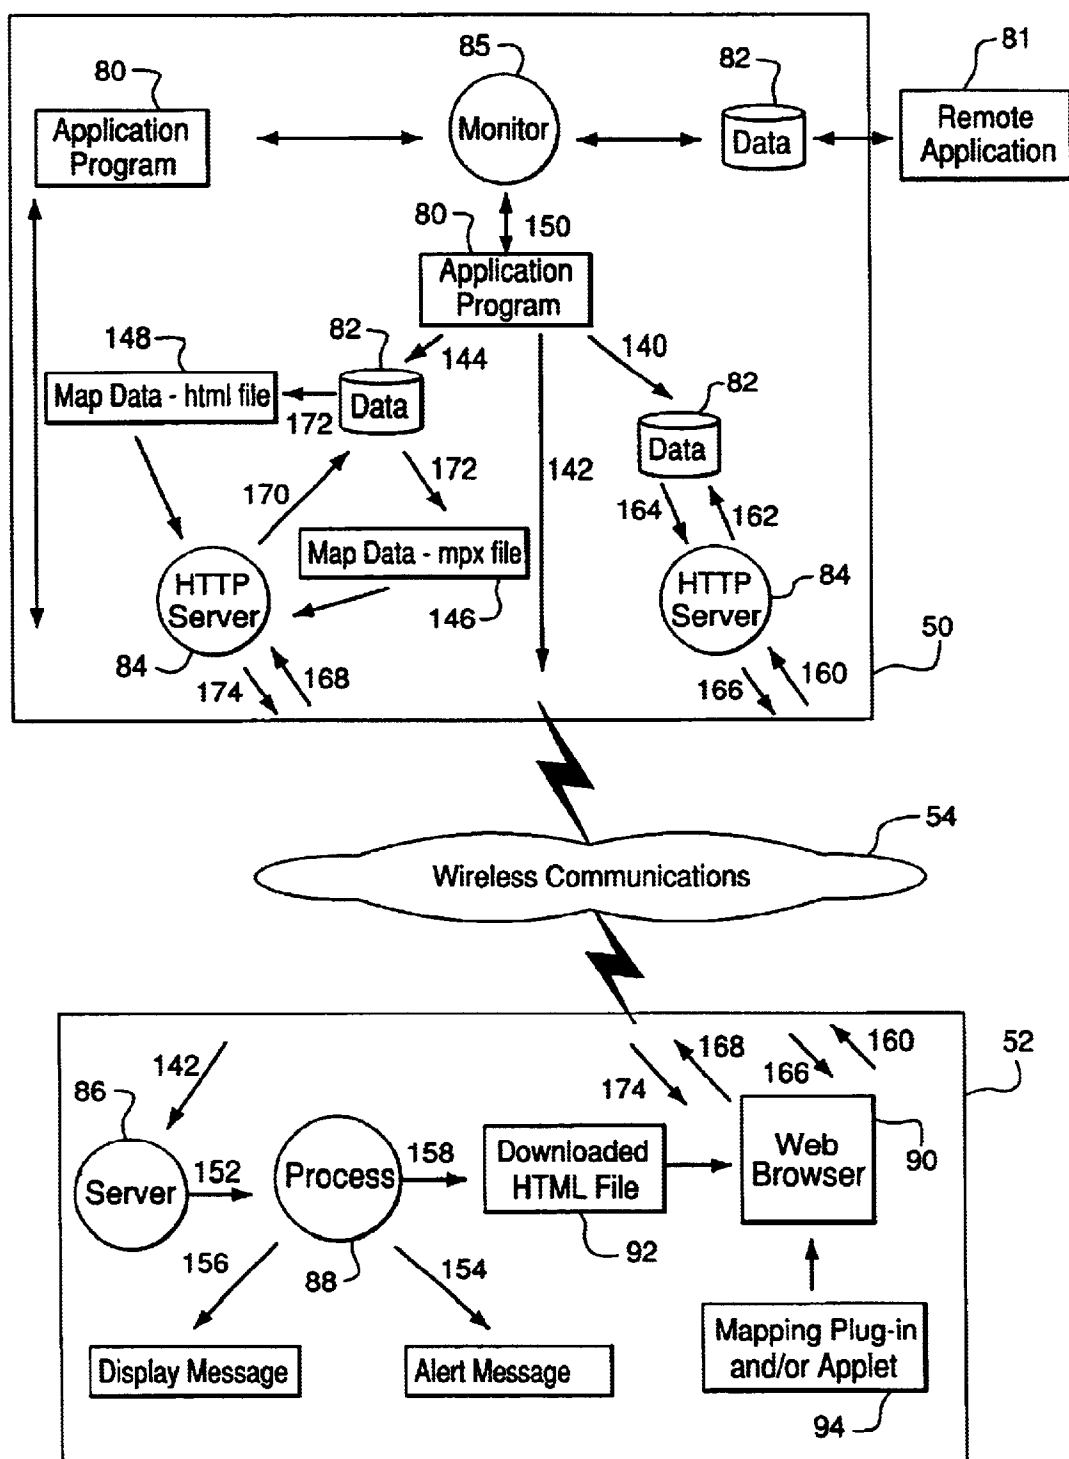 85
81
80
82
Application
Program
Monitor
Data
Remote
Application
80
150
Application
Program
148
82
144
140
82
Map Data - html file
172
Data
Data
170
172
142
164
162
Map Data - mpx file
HTTP
Server
HTTP
Server
84
146
84
50
174
168
166
160
54
Wireless Communications
142
168
160
52
86
174
166
Server
152
Process
158
Downloaded
HTML File
Web
Browser
90
92
156
88
154
Display Message
Alert Message
Mapping Plug-in
and/or Applet
94